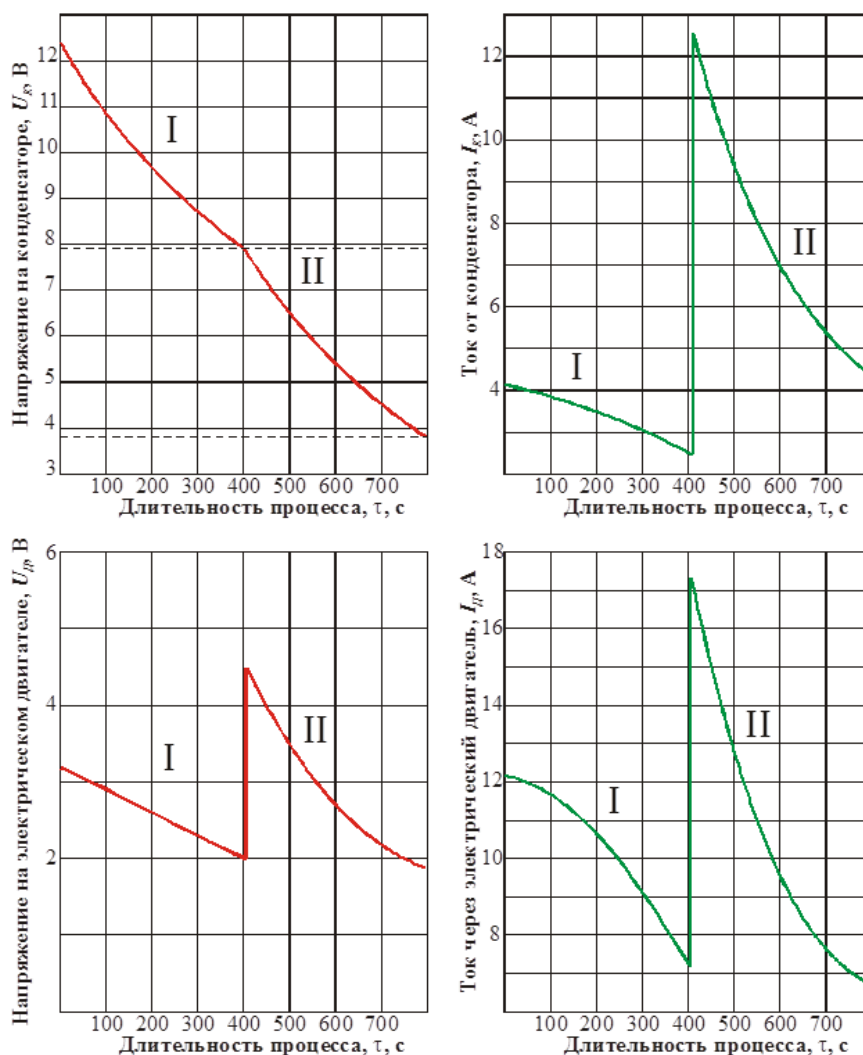 Напряжение на конденсаторе, Uк, В
12
11
10
9
8
7
6
5
4
3
I
II
100 200 300 400 500 600 700
Длительность процесса, τ, с
Ток от конденсатора, Iк, А
12
10
8
6
4
I
II
100 200 300 400 500 600 700
Длительность процесса, τ, с
Напряжение на электрическом двигателе, Uд, В
6
4
2
I
II
100 200 300 400 500 600 700
Длительность процесса, τ, с
Ток через электрический двигатель, Iд, А
18
16
14
12
10
8
I
II
100 200 300 400 500 600 700
Длительность процесса, τ, с